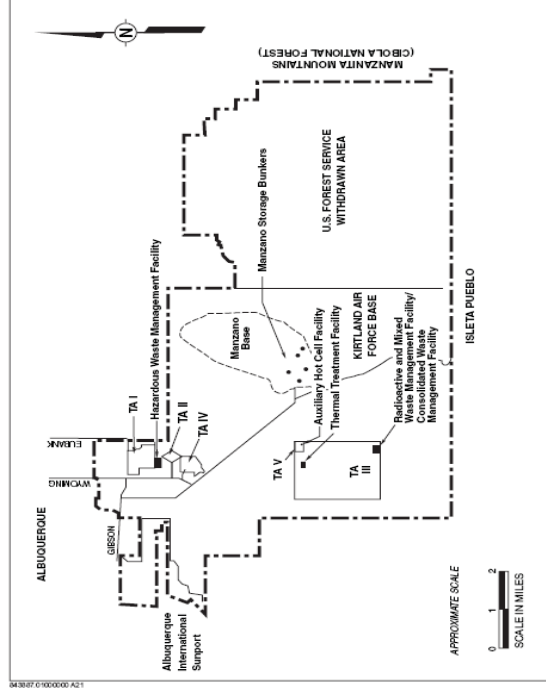 N
MANZANITA MOUNTAINS
(CIBOLA NATIONAL FOREST)
U.S. FOREST SERVICE
WITHDRAWN AREA
Manzano Storage Bunkers
Manzano
Base
KIRTLAND AIR
FORCE BASE
ISLETA PUEBLO
Hazardous Waste Management Facility
TA I
TA II
TA IV
EUBANK
WYOMING
GIBSON
ALBUQUERQUE
Albuquerque
International
Sunport
Auxiliary Hot Cell Facility
Thermal Treatment Facility
TA V
TA
III
Radioactive and Mixed
Waste Management Facility/
Consolidated Waste
Management Facility
APPROXIMATE SCALE
0 1 2
SCALE IN MILES
843887.01000000 A21